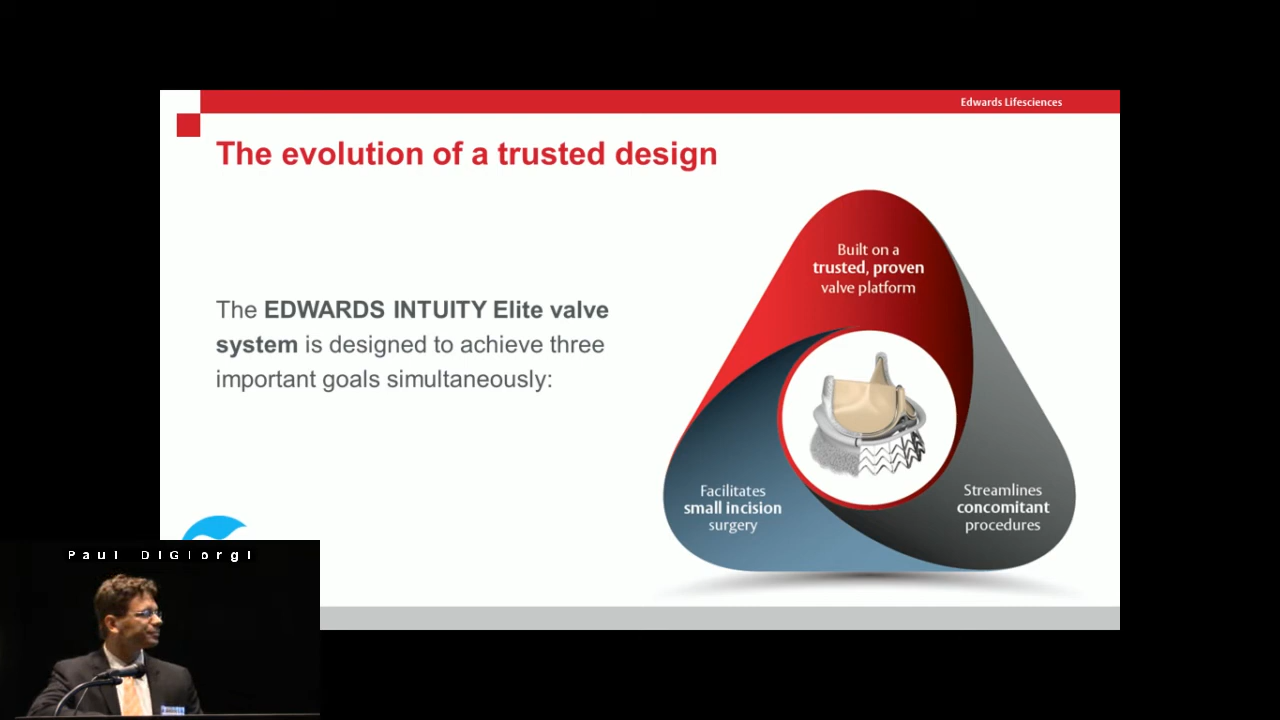 Edwards Lifesciences
The evolution of a trusted design
The EDWARDS INTUITY Elite valve
system is designed to achieve three
important goals simultaneously:
Built on a
trusted, proven
valve platform
Facilitates
small incision
surgery
Streamlines
concomitant
procedures
Paul DiGiorgi